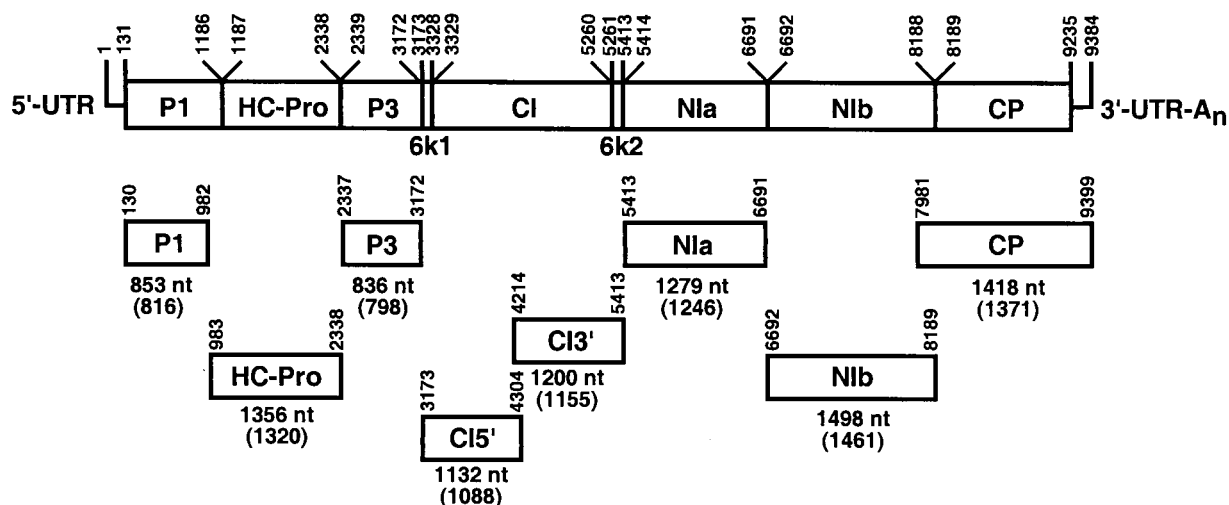 1 131 1186 1187 2338 2339 3172 3173 3328 3329 5260 5261 5413 5414 6691 6692 8188 8189 9235 9384
5'-UTR P1 HC-Pro P3 CI NIa NIb CP 3'-UTR-An
6k1 6k2
130 982 2337 3172 5413 6691 7981 9399
P1 P3 NIa CP
853 nt 836 nt 1279 nt 1418 nt
(816) (798) (1246) (1371)
983 2338 4214 5413 6692 8189
CI3'
1200 nt
(1155)
HC-Pro NIb
1356 nt 1498 nt
(1320) (1461)
3173 4304
CI5'
1132 nt
(1088)